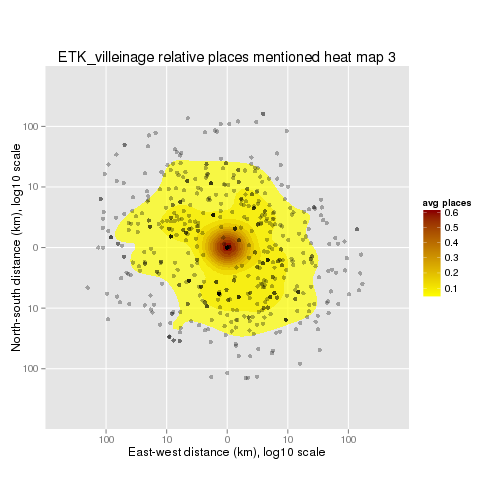 ETK_villeinage relative places mentioned heat map 3
North-south distance (km), log10 scale
100
10
0
10
100
avg places
0.6
0.5
0.4
0.3
0.2
0.1
100 10 0 10 100
East-west distance (km), log10 scale